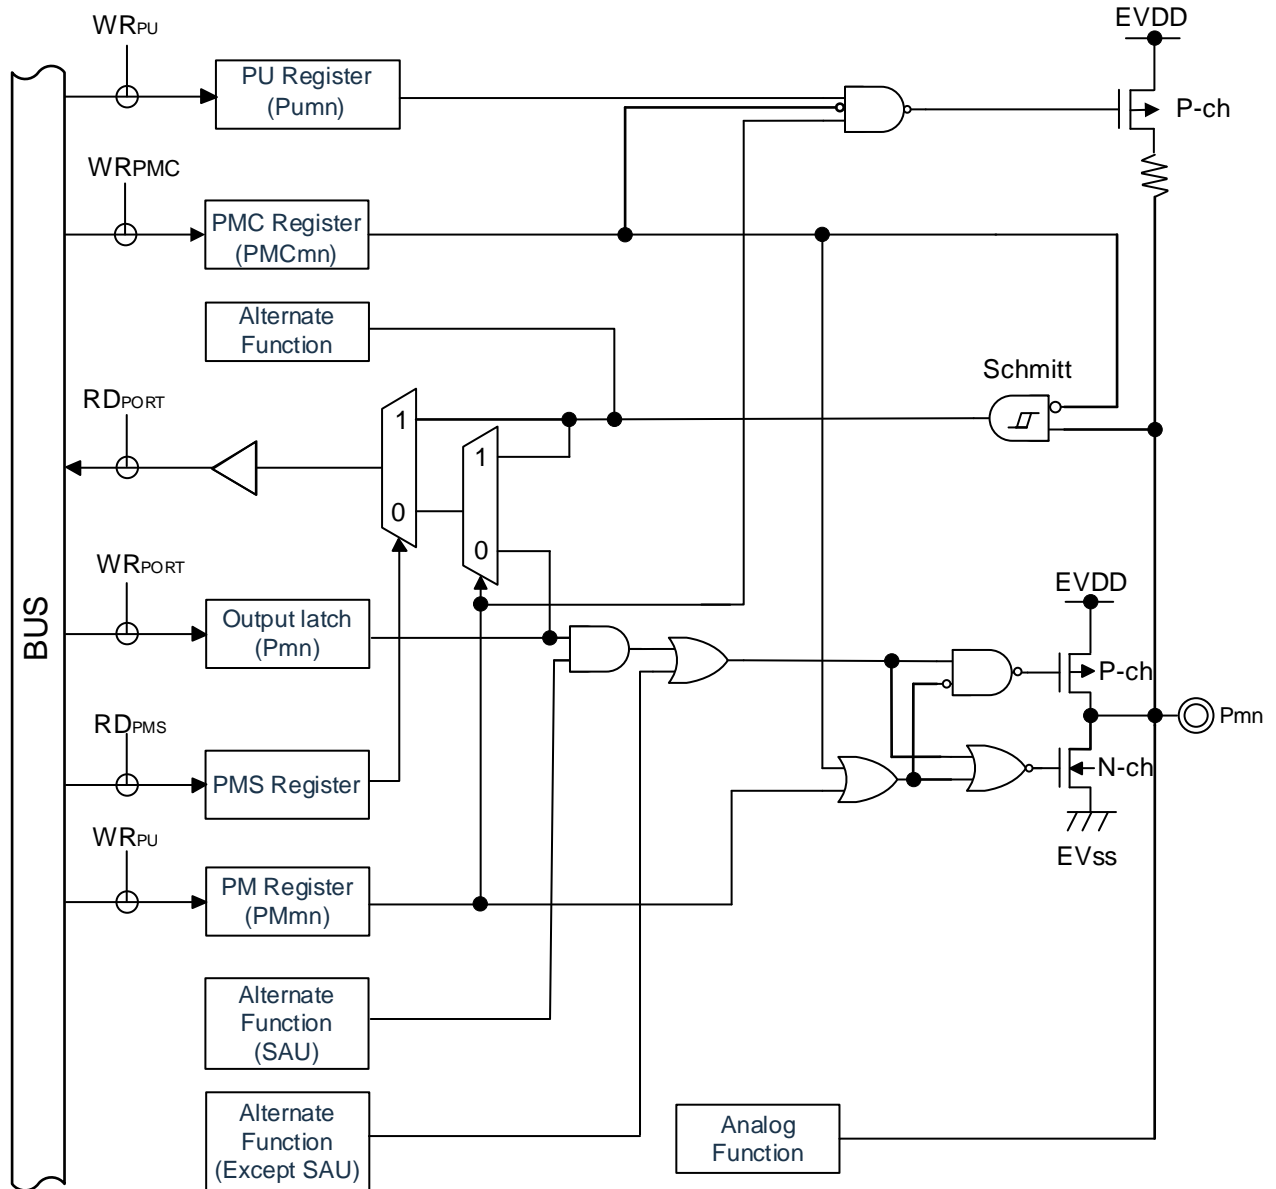 WRPU
EVDD
PU Register
(Pumn)
P-ch
WRPMC
PMC Register
(PMCmn)
Alternate
Function
Schmitt
RDPORT
1
1
0
0
WRPORT
EVDD
BUS
Output latch
(Pmn)
P-ch
RDPMS
Pmn
PMS Register
N-ch
WRPU
EVss
PM Register
(PMmn)
Alternate
Function
(SAU)
Alternate
Function
(Except SAU)
Analog
Function